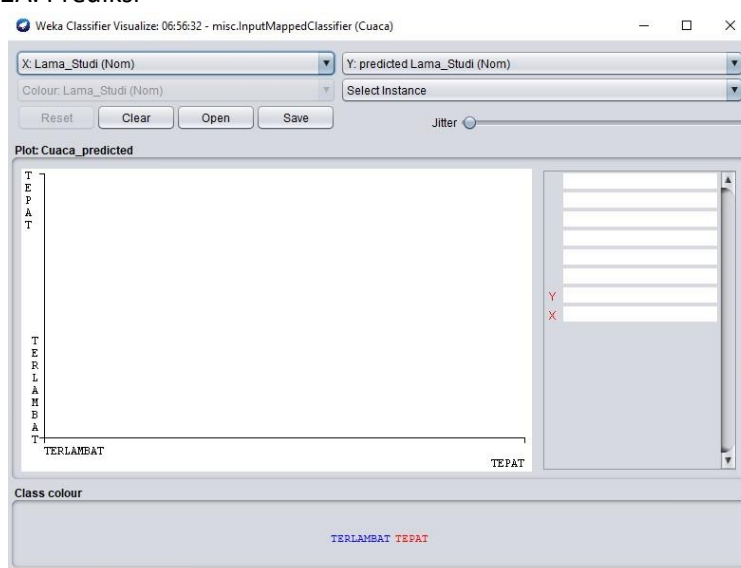 Weka Classifier Visualize: 06:56:32 - misc.InputMappedClassifier (Cuaca)
X: Lama_Studi (Nom) Y: predicted Lama_Studi (Nom)
Colour: Lama_Studi (Nom) Select Instance
Reset Clear Open Save Jitter
Plot: Cuaca_predicted
TEPAT
Y
X
TERLAMBAT
TERLAMBAT
TEPAT
Class colour
TERLAMBAT TEPAT